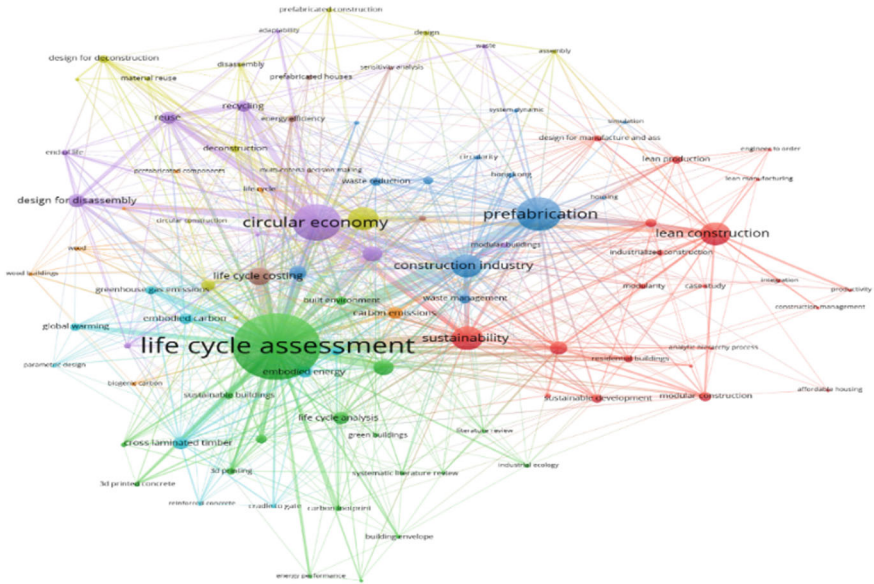 prefabricated construction
adaptability
design
waste
assembly
design for deconstruction
disassembly
sensitivity analysis
material reuse
prefabricated houses
recycling
system dynamic
reuse
energy efficiency
simulation
design for manufacture and ass
deconstruction
engineer to order
end of life
circularity
lean production
prefabricated components
multi-criteria decision making
hong kong
waste reduction
lean manufacturing
life cycle
design for disassembly
housing
circular economy
prefabrication
circular construction
lean construction
wood
modular buildings
industrialized construction
construction industry
wood buildings
life cycle costing
greenhouse gas emissions
modularity
case study
integration
productivity
built environment
waste management
construction management
embodied carbon
carbon emissions
global warming
life cycle assessment
sustainability
analytic hierarchy process
residential buildings
parametric design
embodied energy
biogenic carbon
affordable housing
sustainable buildings
sustainable development
modular construction
life cycle analysis
green buildings
literature review
cross laminated timber
industrial ecology
3d printing
systematic literature review
3d printed concrete
reinforced concrete
cradle to gate
carbon footprint
building envelope
energy performance